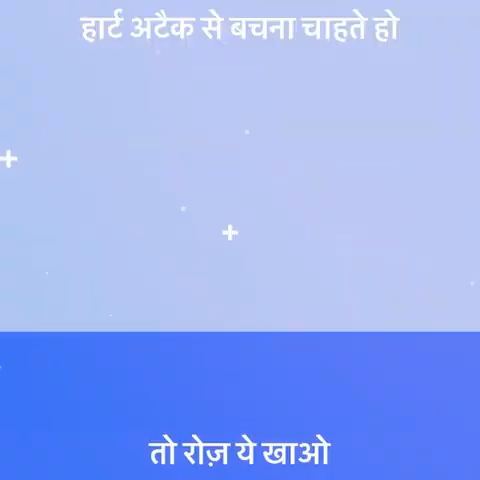 हार्ट अटैक से बचना चाहते हो
तो रोज़ ये खाओ